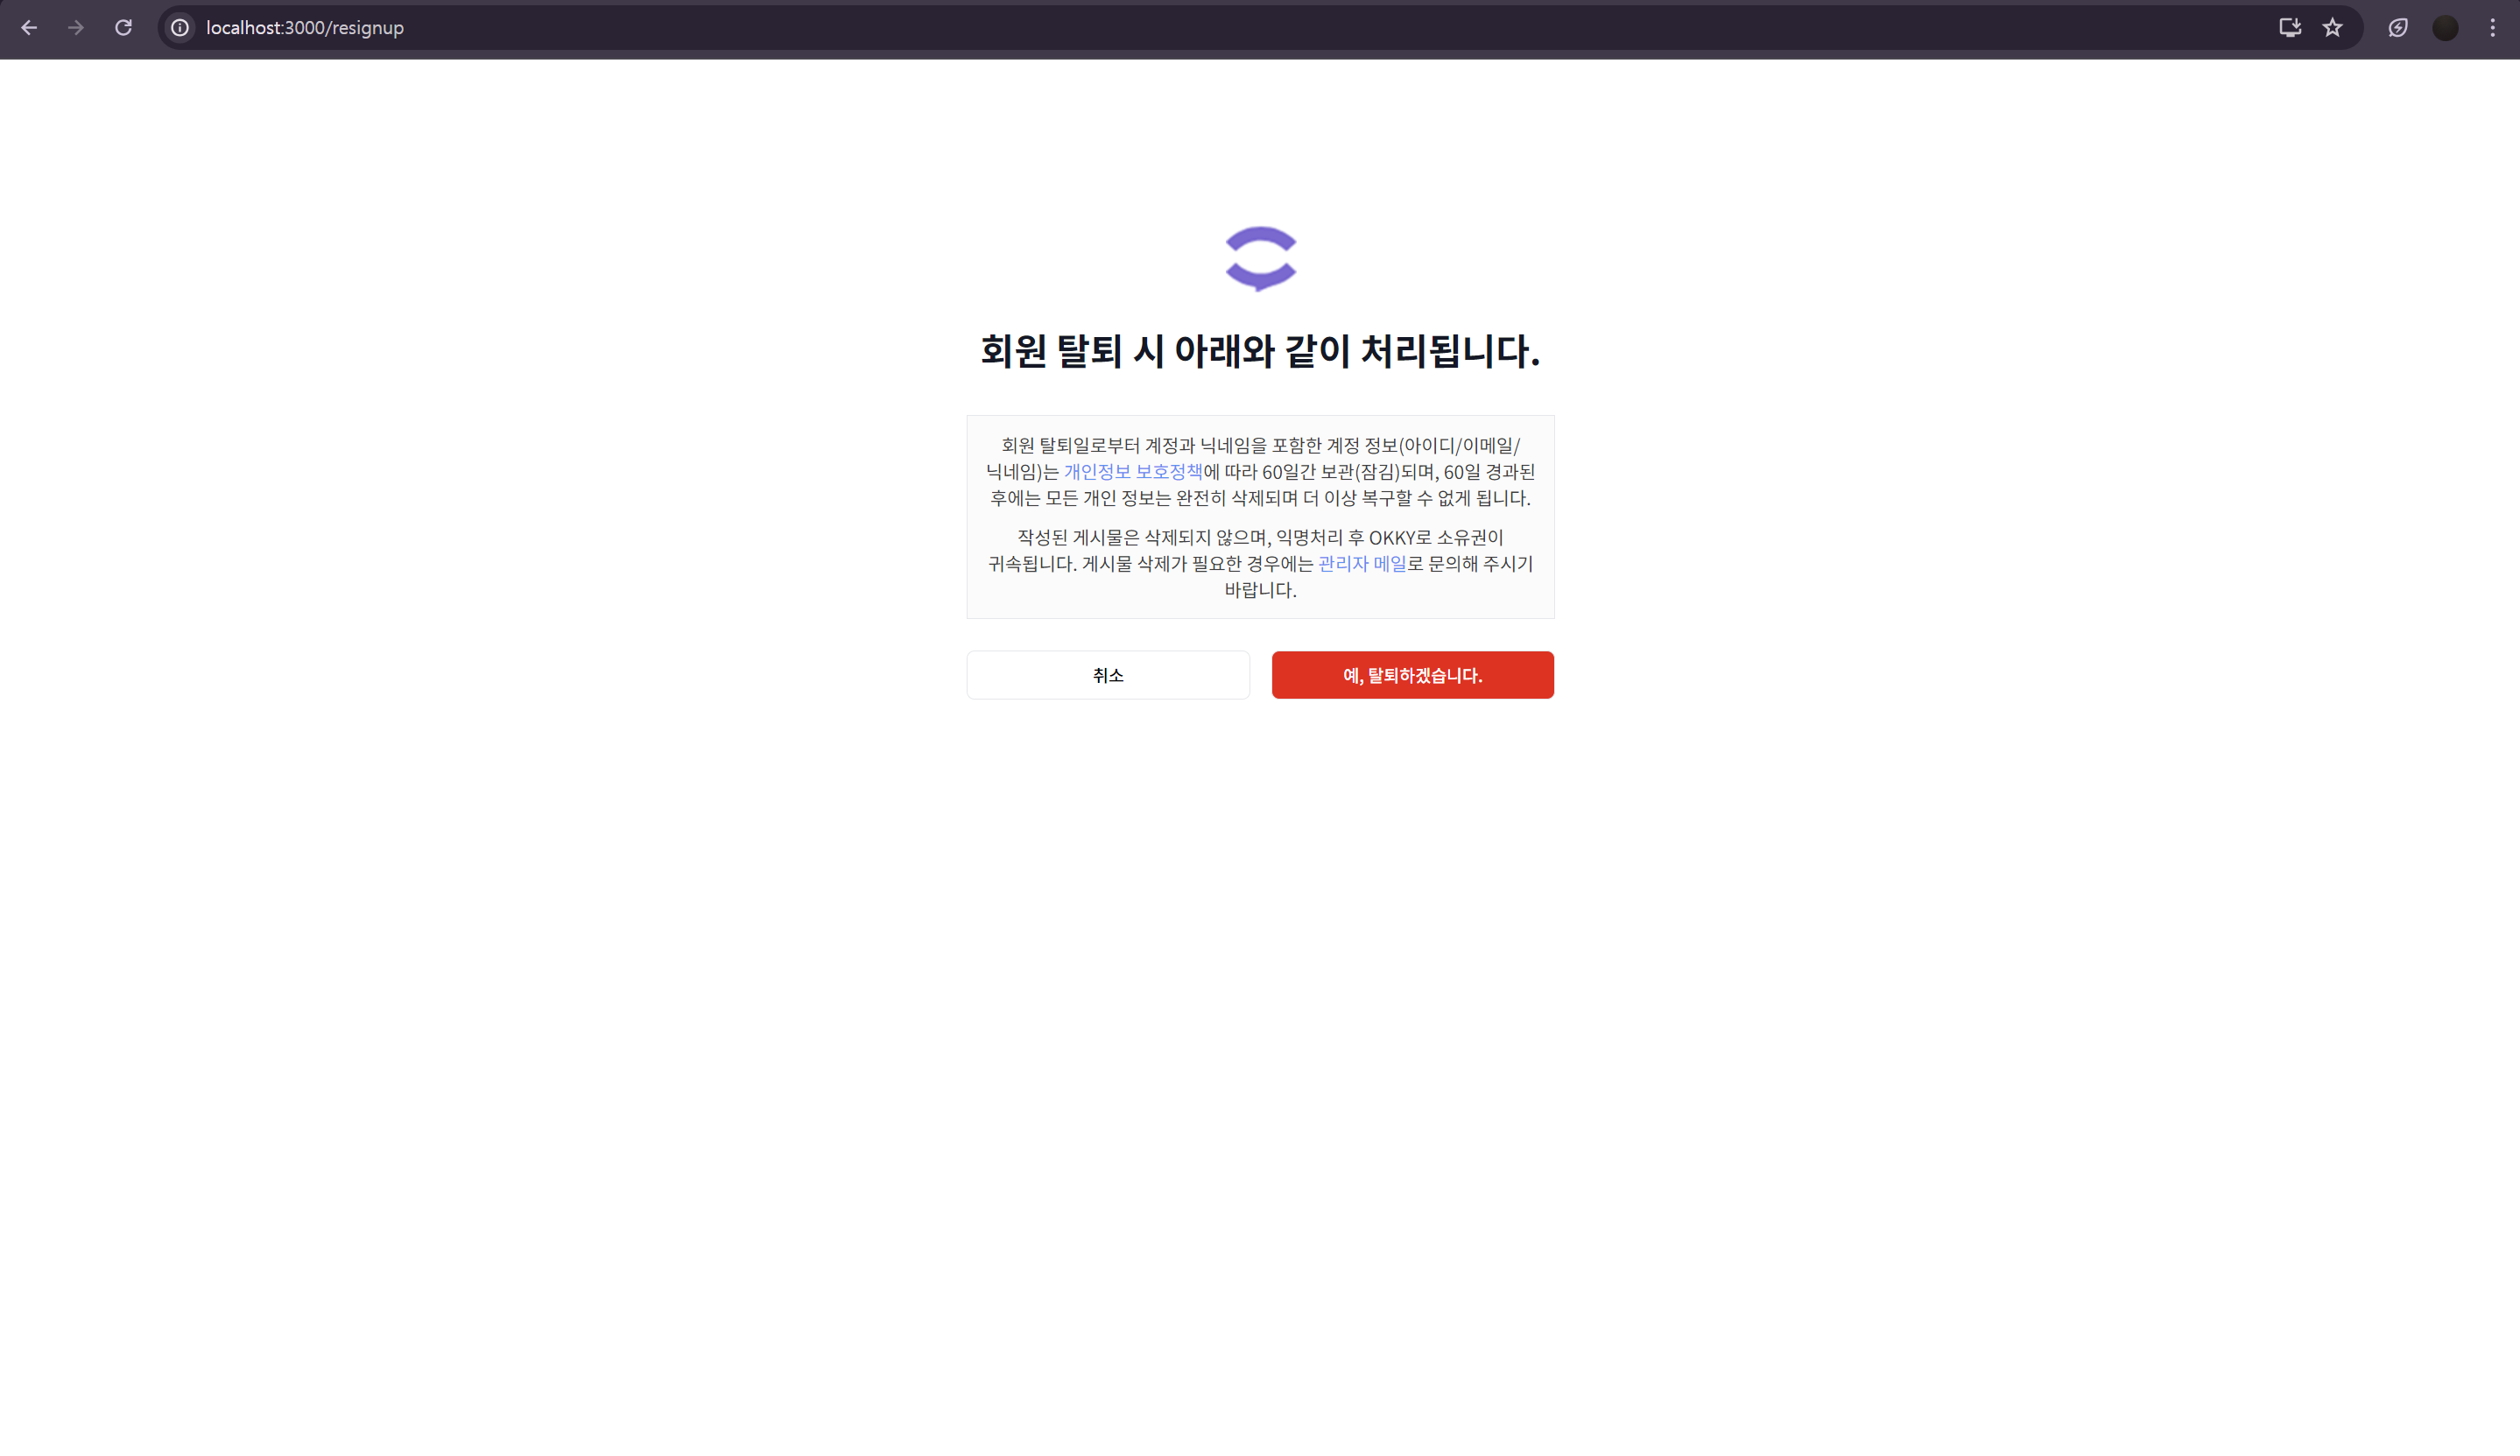 localhost:3000/resignup
회원 탈퇴 시 아래와 같이 처리됩니다.
회원 탈퇴일로부터 계정과 닉네임을 포함한 계정 정보(아이디/이메일/
닉네임)는 개인정보 보호정책에 따라 60일간 보관(잠김)되며, 60일 경과된
후에는 모든 개인 정보는 완전히 삭제되며 더 이상 복구할 수 없게 됩니다.
작성된 게시물은 삭제되지 않으며, 익명처리 후 OKKY로 소유권이
귀속됩니다. 게시물 삭제가 필요한 경우에는 관리자 메일로 문의해 주시기
바랍니다.
취소
예, 탈퇴하겠습니다.